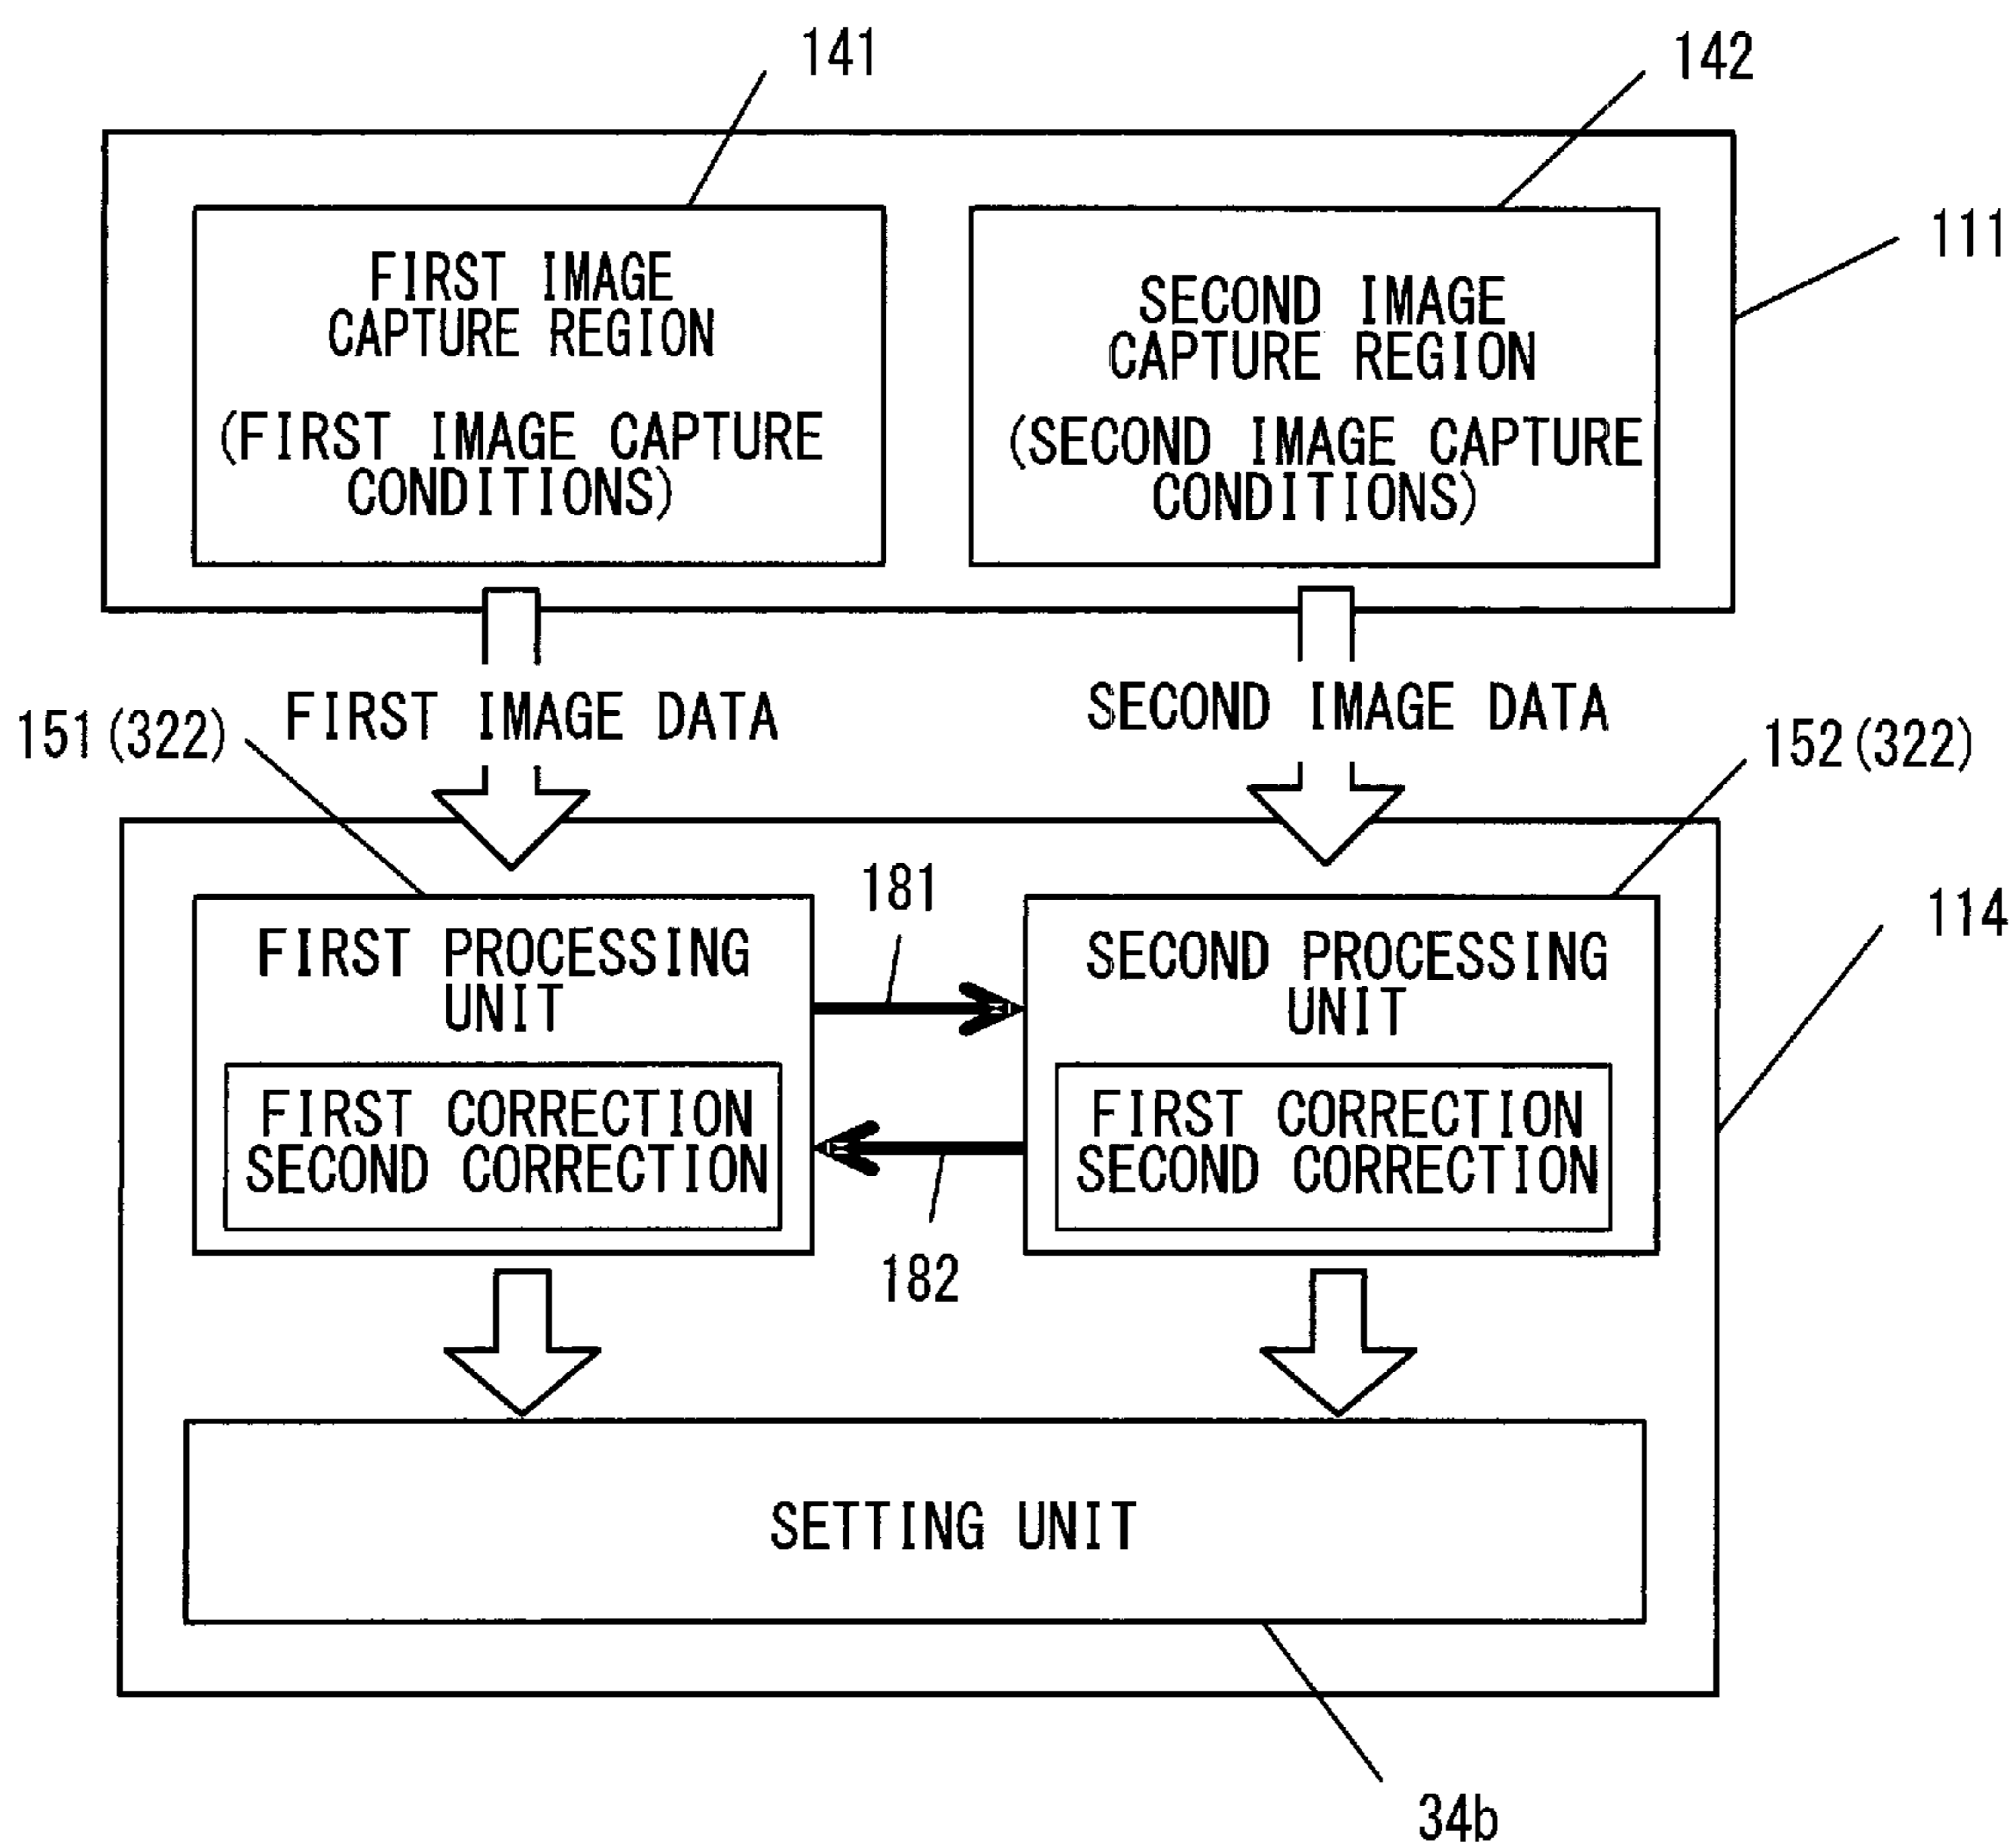 141
142
111
FIRST IMAGE
CAPTURE REGION
(FIRST IMAGE CAPTURE
CONDITIONS)
SECOND IMAGE
CAPTURE REGION
(SECOND IMAGE CAPTURE
CONDITIONS)
151(322)
FIRST IMAGE DATA
SECOND IMAGE DATA
152(322)
114
181
FIRST PROCESSING
UNIT
FIRST CORRECTION
SECOND CORRECTION
SECOND PROCESSING
UNIT
FIRST CORRECTION
SECOND CORRECTION
182
SETTING UNIT
34b